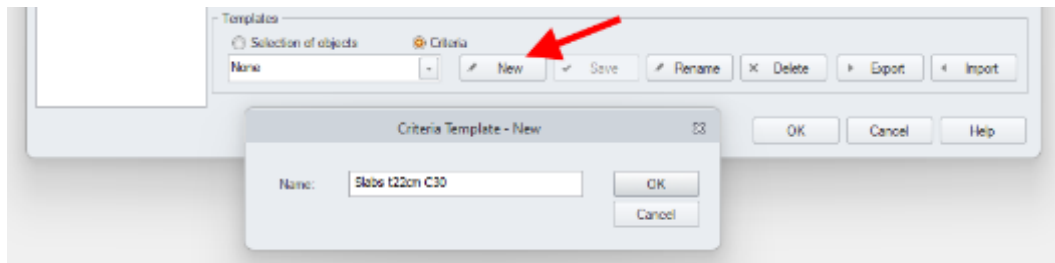 Templates
Selection of objects Criteria
None New Save Rename Delete Export Import
Criteria Template - New
OK Cancel Help
Name: Slabs t22cm C30 OK
Cancel